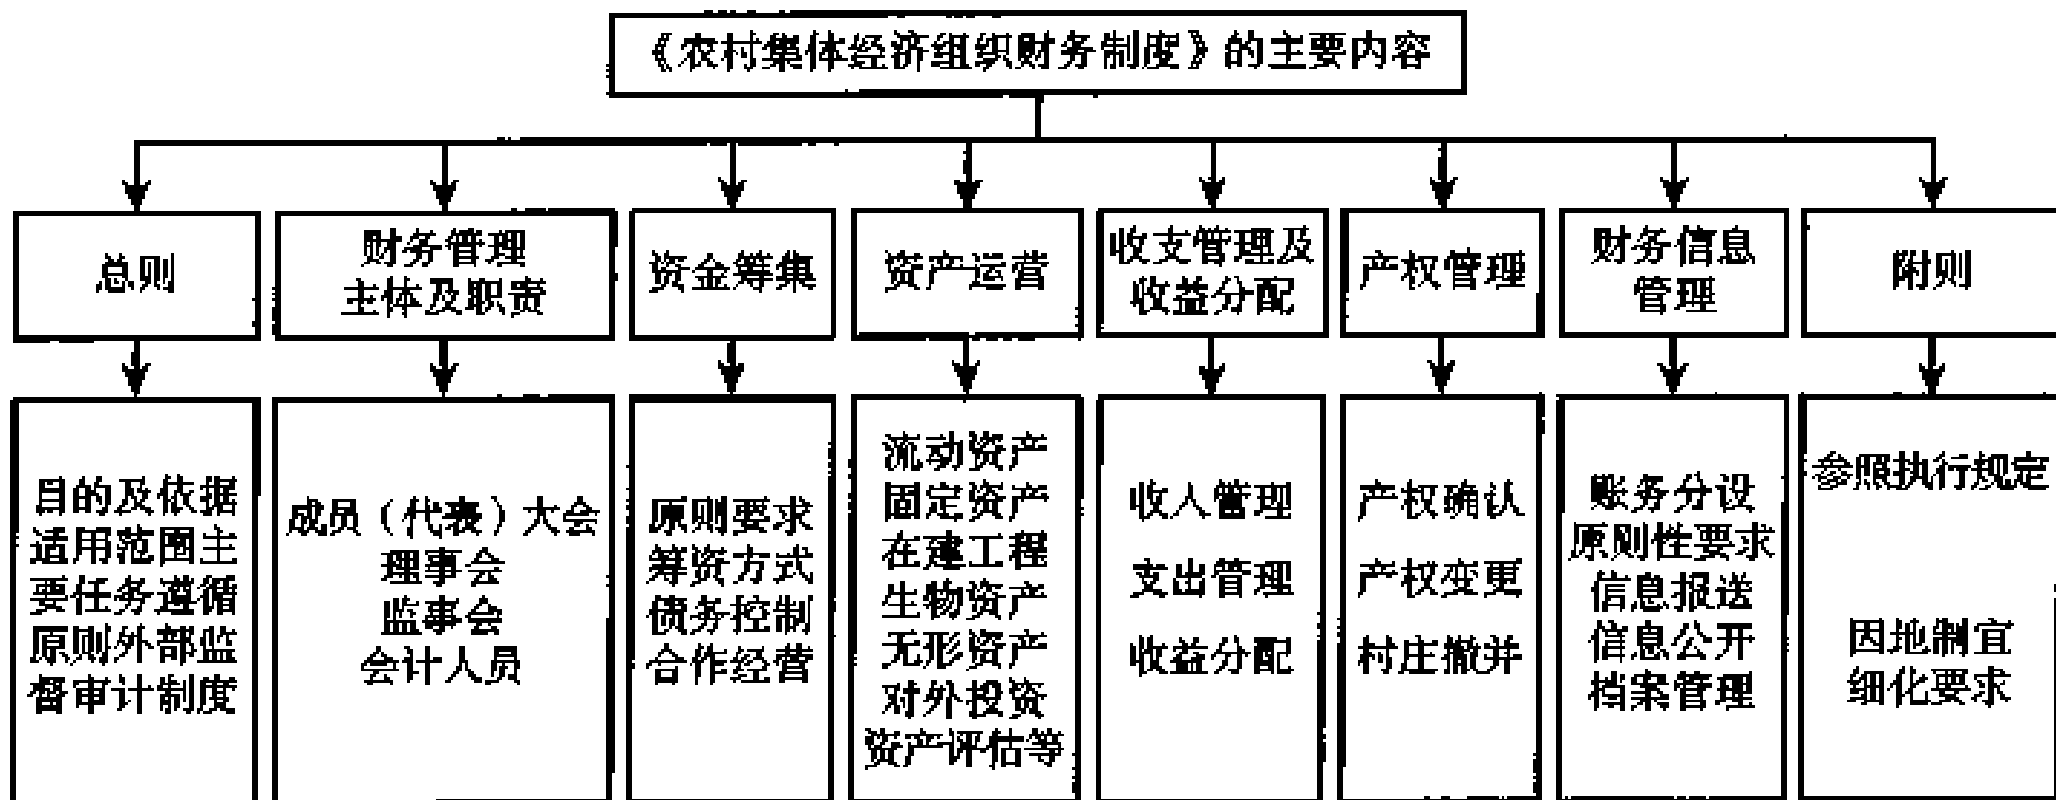 《农村集体经济组织财务制度》的主要内容
总则
财务管理
主体及职责
资金筹集
资产运营
收支管理及
收益分配
产权管理
财务信息
管理
附则
目的及依据
适用范围主
要任务遵循
原则外部监
督审计制度
成员（代表）大会
理事会
监事会
会计人员
原则要求
筹资方式
债务控制
合作经营
流动资产
固定资产
在建工程
生物资产
无形资产
对外投资
资产评估等
收人管理
支出管理
收益分配
产权确认
产权变更
村庄撤并
账务分设
原则性要求
信息报送
信息公开
档案管理
参照执行规定
因地制宜
细化要求